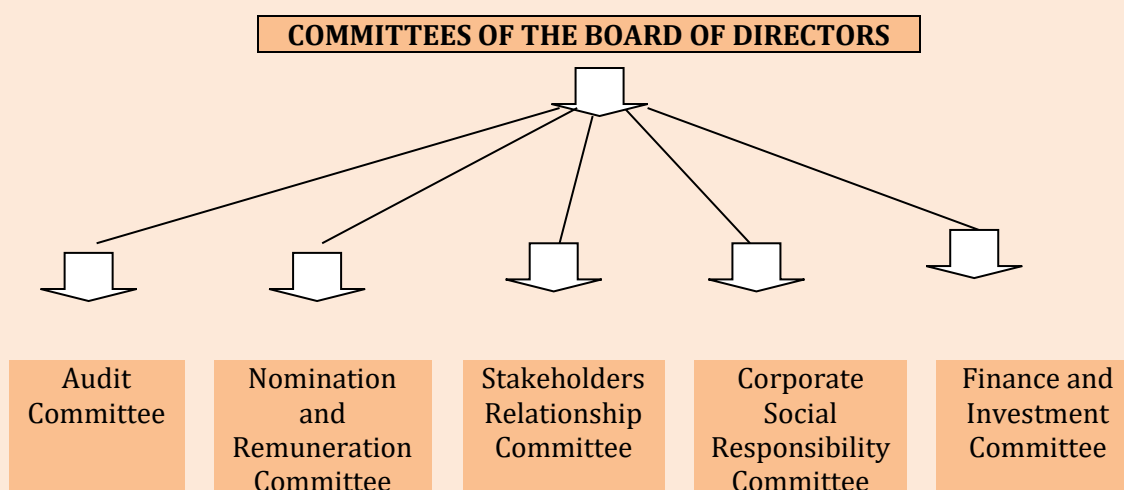 COMMITTEES OF THE BOARD OF DIRECTORS
Audit
Committee
Nomination
and
Remuneration
Committee
Stakeholders
Relationship
Committee
Corporate
Social
Responsibility
Committee
Finance and
Investment
Committee